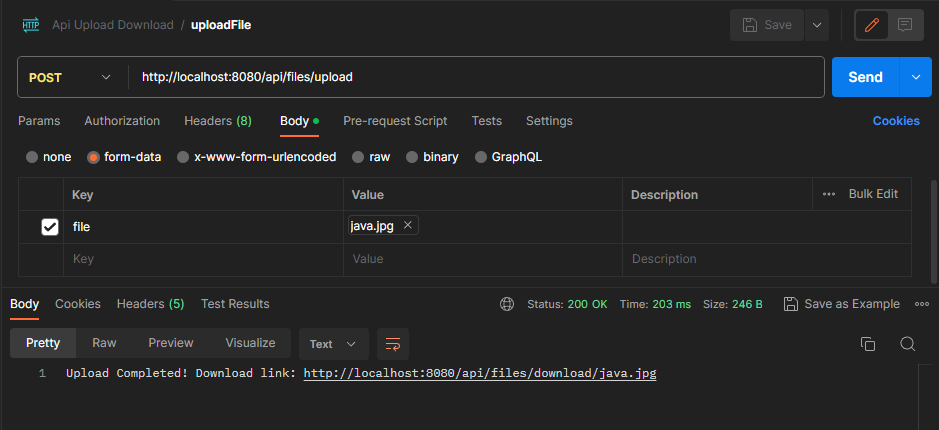 HTTP Api Upload Download / uploadFile Save
POST http://localhost:8080/api/files/upload Send
Params Authorization Headers (8) Body Pre-request Script Tests Settings Cookies
none form-data x-www-form-urlencoded raw binary GraphQL
Key Value Description ••• Bulk Edit
file java.jpg ×
Key Value Description
Body Cookies Headers (5) Test Results Status: 200 OK Time: 203 ms Size: 246 B Save as Example •••
Pretty Raw Preview Visualize Text
1 Upload Completed! Download link: http://localhost:8080/api/files/download/java.jpg